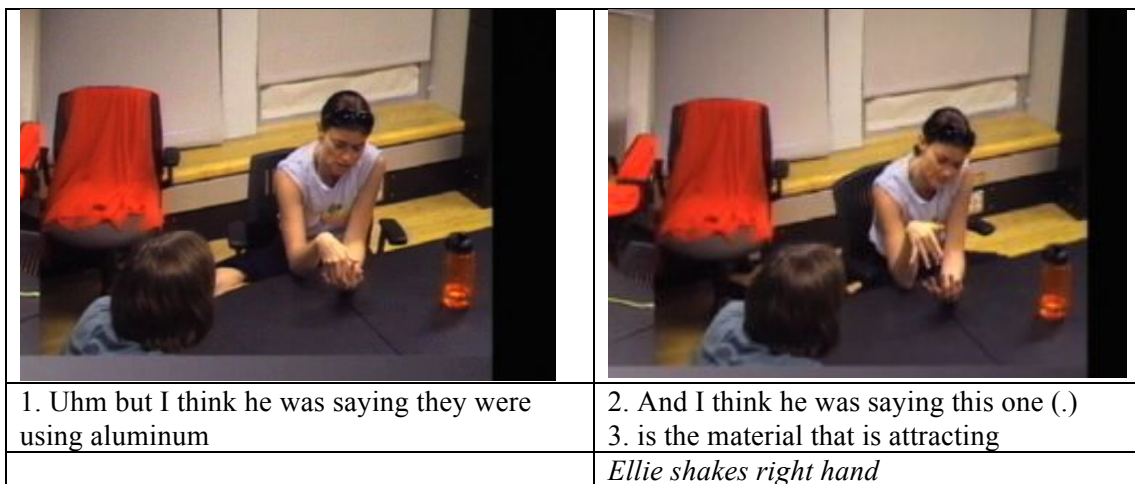 1. Uhm but I think he was saying they were
using aluminum
2. And I think he was saying this one (.)
3. is the material that is attracting
Ellie shakes right hand